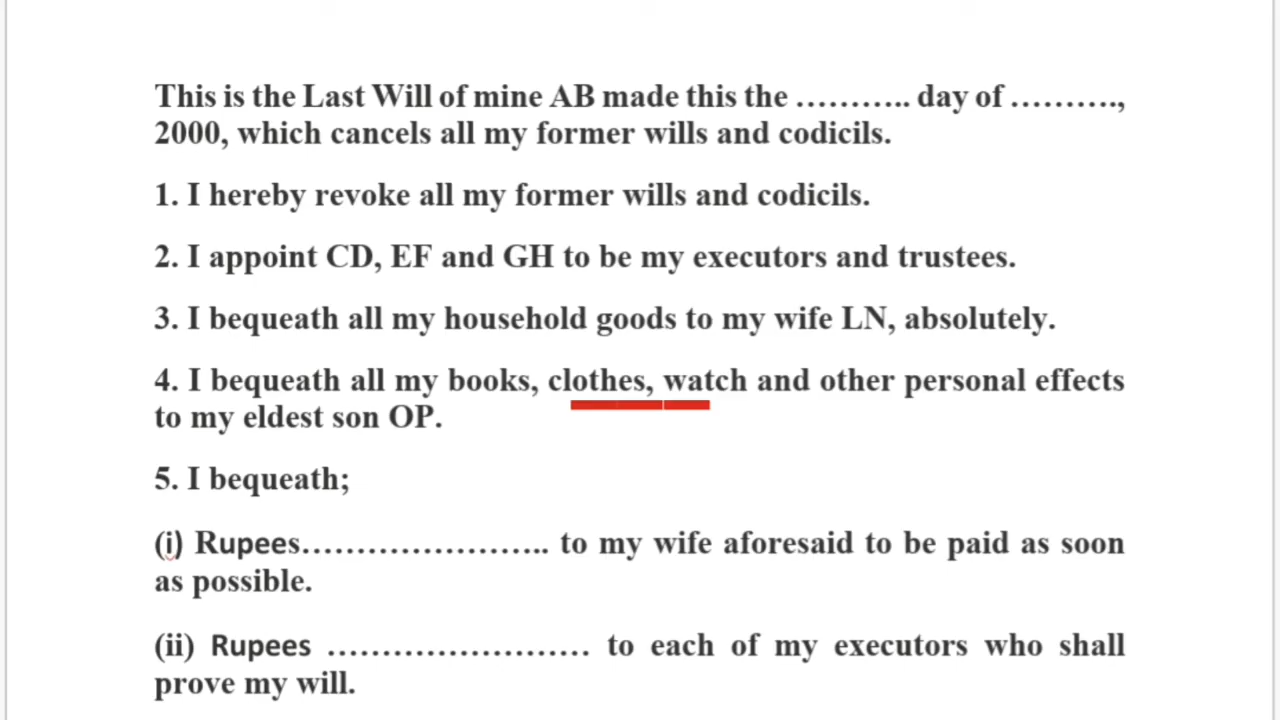 This is the Last Will of mine AB made this the ……….. day of ……….,
2000, which cancels all my former wills and codicils.
1. I hereby revoke all my former wills and codicils.
2. I appoint CD, EF and GH to be my executors and trustees.
3. I bequeath all my household goods to my wife LN, absolutely.
4. I bequeath all my books, clothes, watch and other personal effects
to my eldest son OP.
5. I bequeath;
(i) Rupees…………………….. to my wife aforesaid to be paid as soon
as possible.
(ii) Rupees …………………… to each of my executors who shall
prove my will.